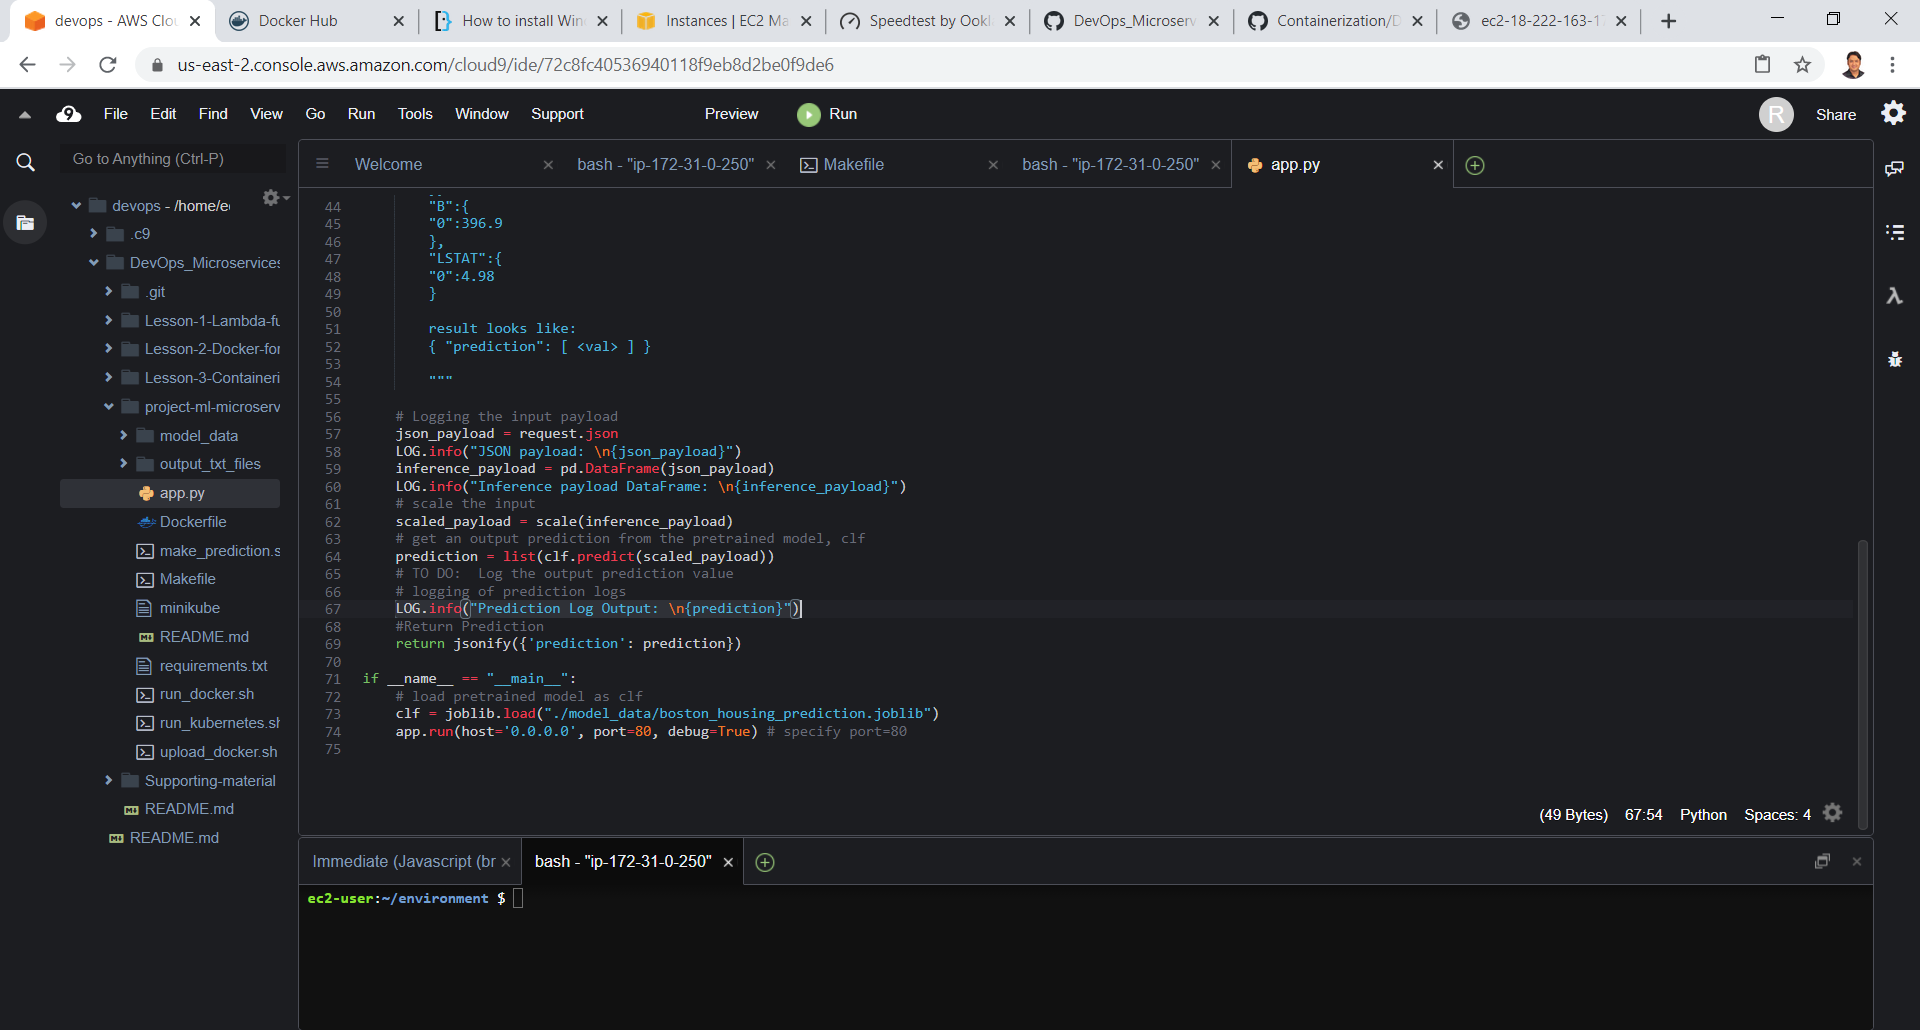 devops - AWS Clou
Docker Hub
How to install Win
Instances | EC2 Ma
Speedtest by Ookl
DevOps_Microserv
Containerization/D
ec2-18-222-163-17
us-east-2.console.aws.amazon.com/cloud9/ide/72c8fc40536940118f9eb8d2be0f9de6
9 File Edit Find View Go Run Tools Window Support Preview Run R Share
Go to Anything (Ctrl-P)
Welcome bash - "ip-172-31-0-250" Makefile bash - "ip-172-31-0-250" app.py
devops - /home/e
.c9
DevOps_Microservices
.git
Lesson-1-Lambda-fu
Lesson-2-Docker-for
Lesson-3-Containeri
project-ml-microserv
model_data
output_txt_files
app.py
Dockerfile
make_prediction.s
Makefile
minikube
README.md
requirements.txt
run_docker.sh
run_kubernetes.sh
upload_docker.sh
Supporting-material
README.md
README.md
44 "B":{
45 "0":396.9
46 },
47 "LSTAT":{
48 "0":4.98
49 }
50
51 result looks like:
52 { "prediction": [ <val> ] }
53
54 """
55
56 # Logging the input payload
57 json_payload = request.json
58 LOG.info("JSON payload: \n{json_payload}")
59 inference_payload = pd.DataFrame(json_payload)
60 LOG.info("Inference payload DataFrame: \n{inference_payload}")
61 # scale the input
62 scaled_payload = scale(inference_payload)
63 # get an output prediction from the pretrained model, clf
64 prediction = list(clf.predict(scaled_payload))
65 # TO DO:  Log the output prediction value
66 # logging of prediction logs
67 LOG.info("Prediction Log Output: \n{prediction}")
68 #Return Prediction
69 return jsonify({'prediction': prediction})
70
71 if __name__ == "__main__":
72 # load pretrained model as clf
73 clf = joblib.load("./model_data/boston_housing_prediction.joblib")
74 app.run(host='0.0.0.0', port=80, debug=True) # specify port=80
75
(49 Bytes) 67:54 Python Spaces: 4
Immediate (Javascript (br bash - "ip-172-31-0-250"
ec2-user:~/environment $